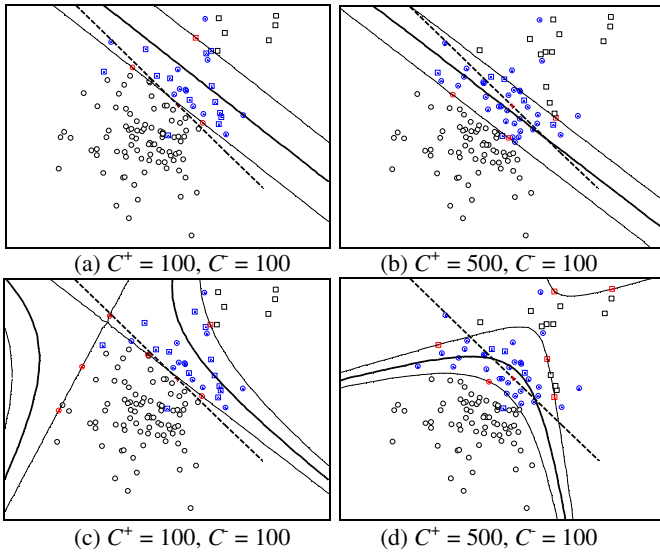 (a) C⁺ = 100, C⁻ = 100
(b) C⁺ = 500, C⁻ = 100
(c) C⁺ = 100, C⁻ = 100
(d) C⁺ = 500, C⁻ = 100